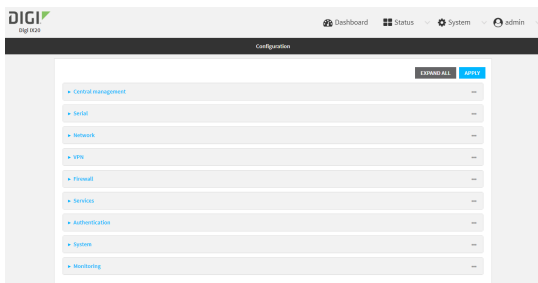 DIGI
Digi IX20
Dashboard Status System admin
Configuration
EXPAND ALL APPLY
Central management
Serial
Network
VPN
Firewall
Services
Authentication
System
Monitoring